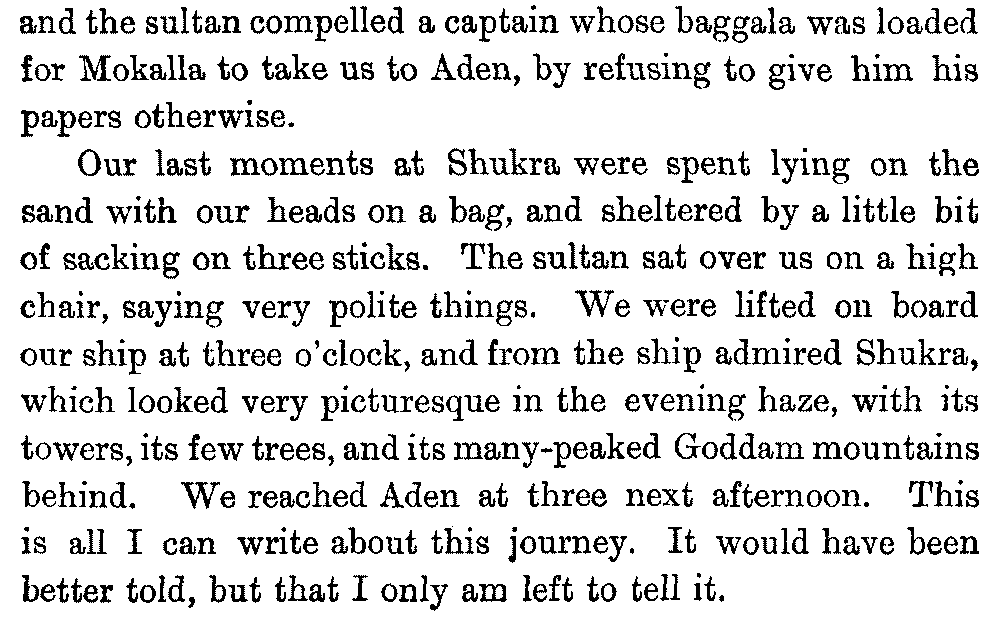 and the sultan compelled a captain whose baggala was loaded
for Mokalla to take us to Aden, by refusing to give him his
papers otherwise.
Our last moments at Shukra were spent lying on the
sand with our heads on a bag, and sheltered by a little bit
of sacking on three sticks. The sultan sat over us on a high
chair, saying very polite things. We were lifted on board
our ship at three o'clock, and from the ship admired Shukra,
which looked very picturesque in the evening haze, with its
towers, its few trees, and its many-peaked Goddam mountains
behind. We reached Aden at three next afternoon. This
is all I can write about this journey. It would have been
better told, but that I only am left to tell it.